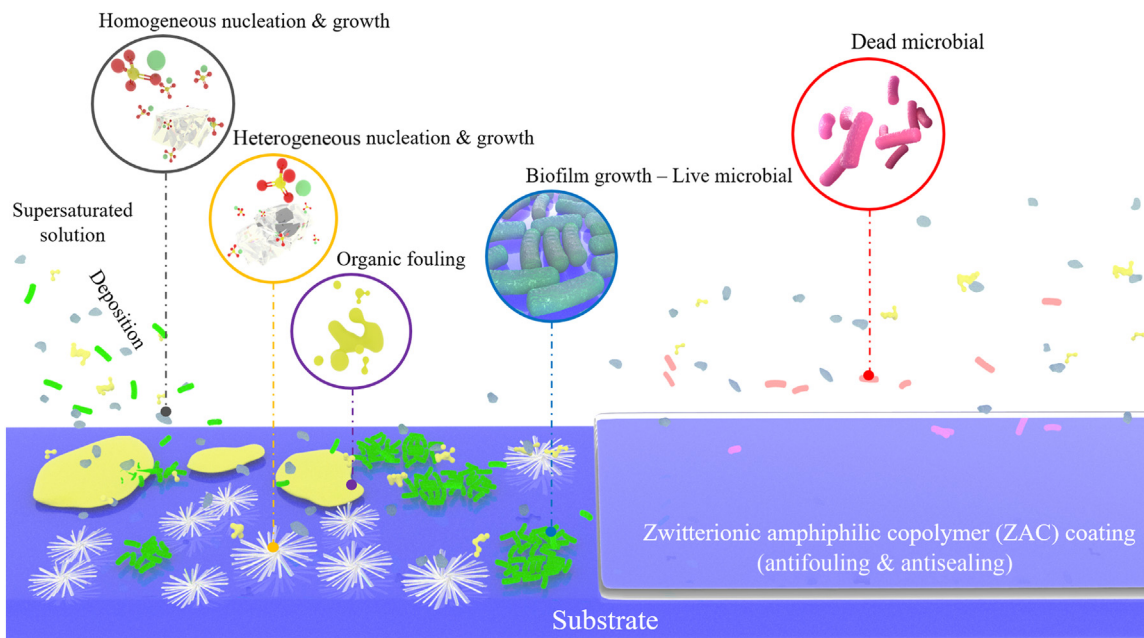 Homogeneous nucleation & growth
Dead microbial
Heterogeneous nucleation & growth
Biofilm growth – Live microbial
Supersaturated
solution
Organic fouling
Deposition
Zwitterionic amphiphilic copolymer (ZAC) coating
(antifouling & antisealing)
Substrate